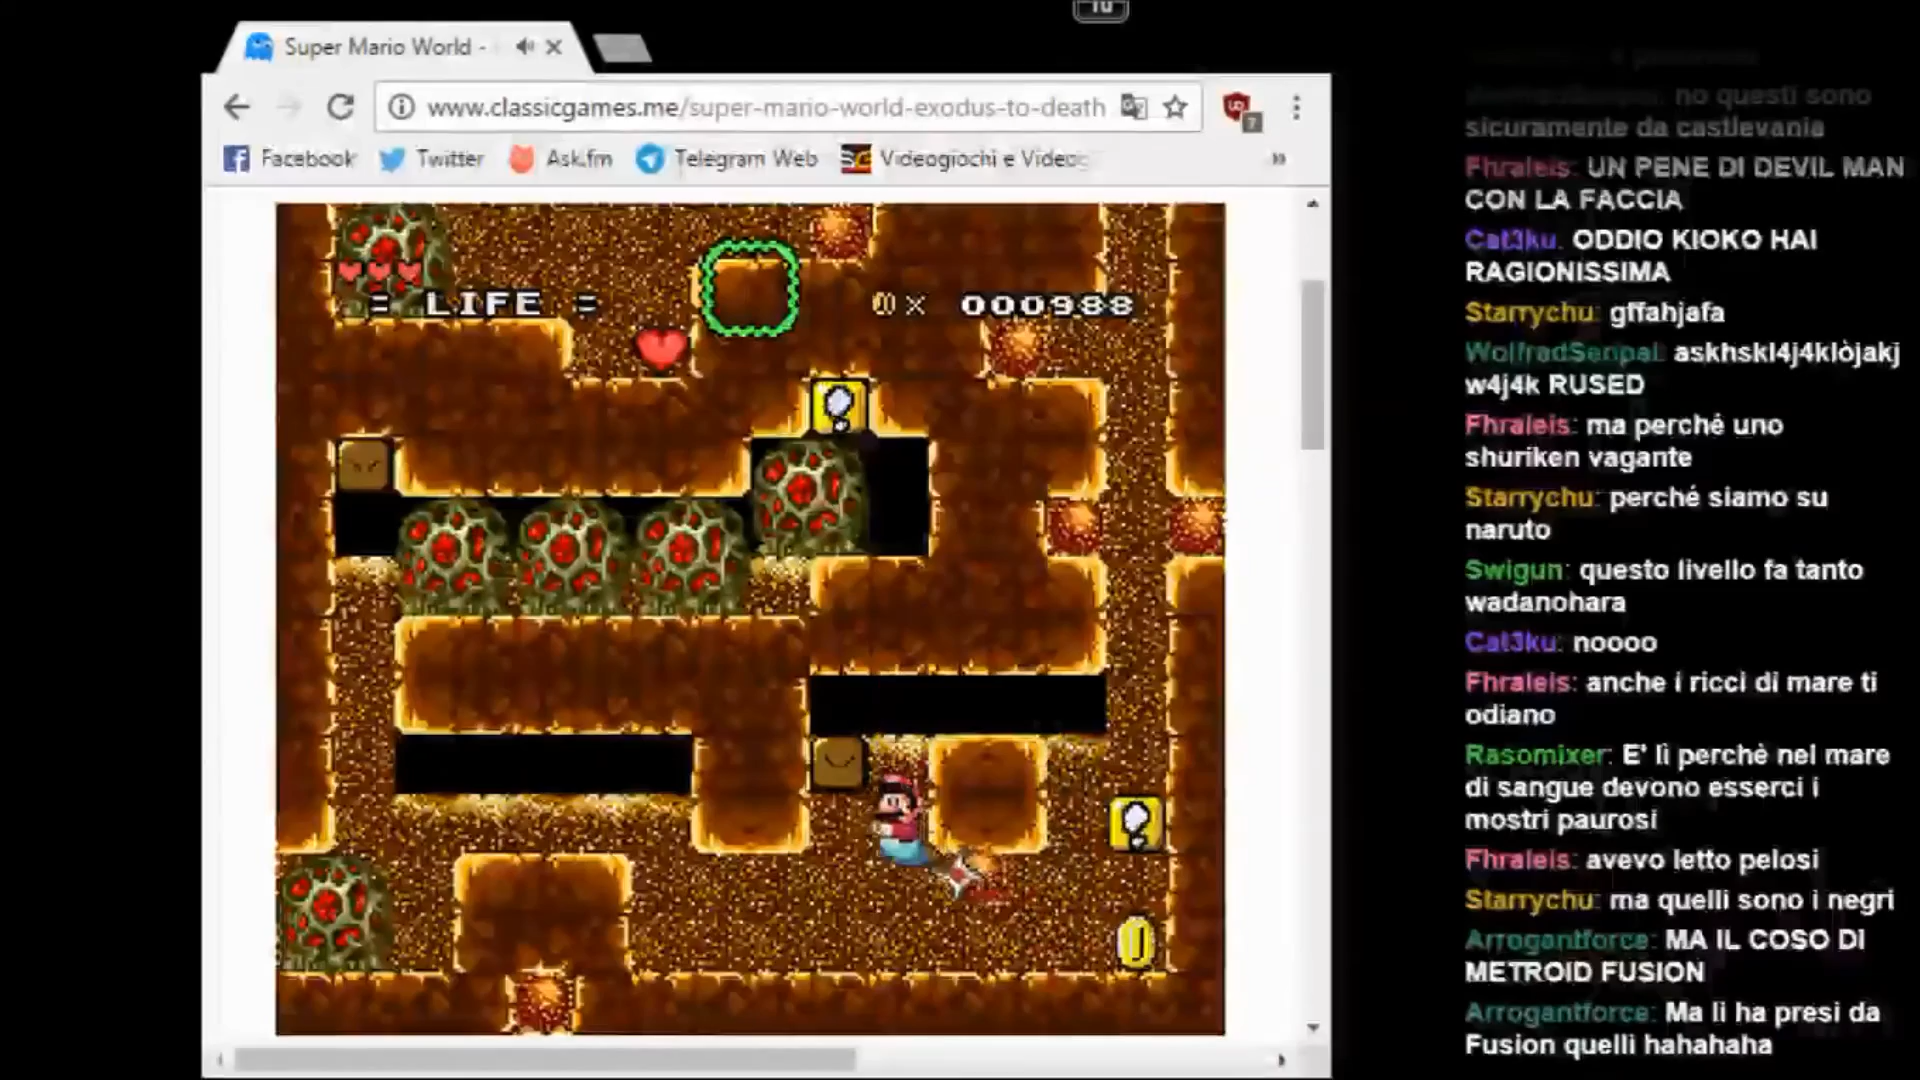 10
Super Mario World -
www.classicgames.me/super-mario-world-exodus-to-death
7
Facebook
Twitter
Ask.fm
Telegram Web
Videogiochi e Videog
»
= LIFE =
× 000988
no questi sono
sicuramente da castlevania
Fhraleis: UN PENE DI DEVIL MAN
CON LA FACCIA
Cat3ku: ODDIO KIOKO HAI
RAGIONISSIMA
Starrychu: gffahjafa
WolfradSenpai: askhskl4j4klòjakj
w4j4k RUSED
Fhraleis: ma perché uno
shuriken vagante
Starrychu: perché siamo su
naruto
Swigun: questo livello fa tanto
wadanohara
Cat3ku: noooo
Fhraleis: anche i ricci di mare ti
odiano
Rasomixer: E' lì perchè nel mare
di sangue devono esserci i
mostri paurosi
Fhraleis: avevo letto pelosi
Starrychu: ma quelli sono i negri
Arrogantforce: MA IL COSO DI
METROID FUSION
Arrogantforce: Ma li ha presi da
Fusion quelli hahahaha